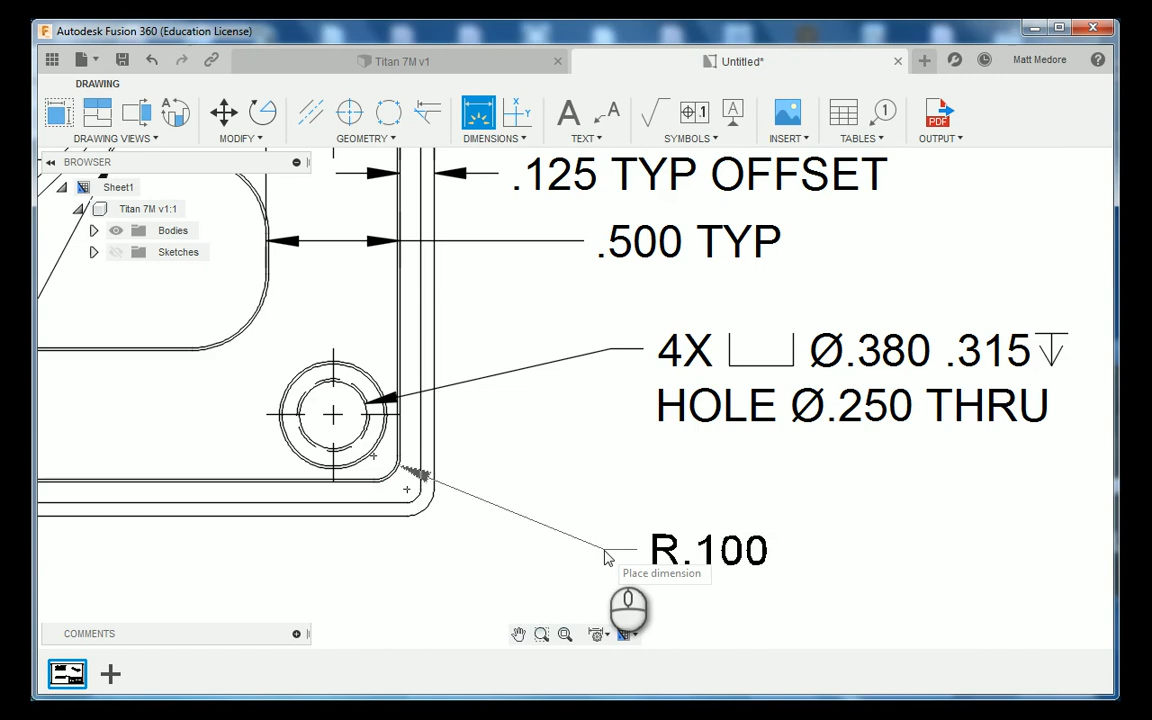 Autodesk Fusion 360 (Education License)
Titan 7M v1
Untitled*
Matt Medore
DRAWING
DRAWING VIEWS
MODIFY
GEOMETRY
DIMENSIONS
TEXT
SYMBOLS
INSERT
TABLES
OUTPUT
BROWSER
Sheet1
Titan 7M v1:1
Bodies
Sketches
.125 TYP OFFSET
.500 TYP
4X ⌴ Ø.380 .315↧
HOLE Ø.250 THRU
R.100
Place dimension
COMMENTS